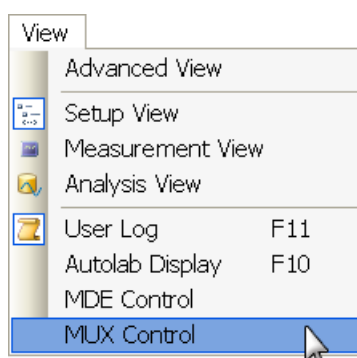 View
Advanced View
Setup View
Measurement View
Analysis View
User Log F11
Autolab Display F10
MDE Control
MUX Control